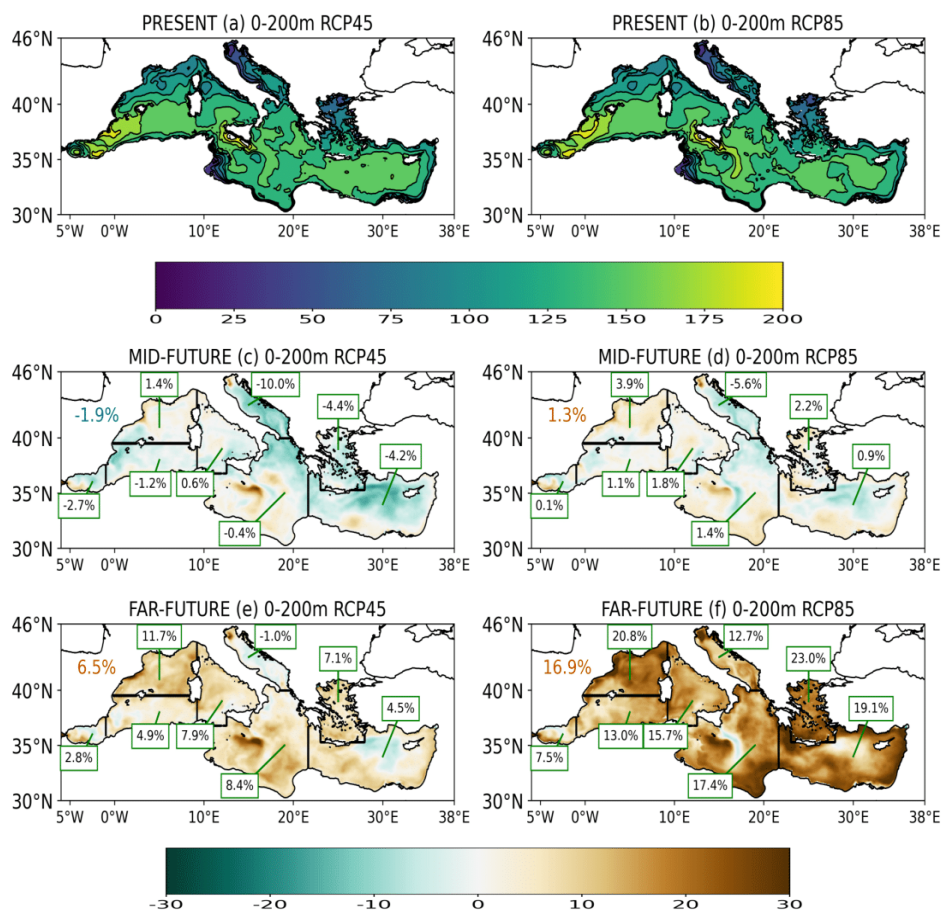 PRESENT (a) 0-200m RCP45
PRESENT (b) 0-200m RCP85
46°N
40°N
35°N
30°N
5°W 0°W 10°E 20°E 30°E 38°E
46°N
40°N
35°N
30°N
5°W 0°W 10°E 20°E 30°E 38°E
0 25 50 75 100 125 150 175 200
MID-FUTURE (c) 0-200m RCP45
MID-FUTURE (d) 0-200m RCP85
46°N
40°N
35°N
30°N
-1.9%
1.4%
-10.0%
-4.4%
-4.2%
-2.7%
-1.2%
0.6%
-0.4%
5°W 0°W 10°E 20°E 30°E 38°E
46°N
40°N
35°N
30°N
1.3%
3.9%
-5.6%
2.2%
0.9%
0.1%
1.1%
1.8%
1.4%
5°W 0°W 10°E 20°E 30°E 38°E
FAR-FUTURE (e) 0-200m RCP45
FAR-FUTURE (f) 0-200m RCP85
46°N
40°N
35°N
30°N
6.5%
11.7%
-1.0%
7.1%
4.5%
2.8%
4.9%
7.9%
8.4%
5°W 0°W 10°E 20°E 30°E 38°E
46°N
40°N
35°N
30°N
16.9%
20.8%
12.7%
23.0%
19.1%
7.5%
13.0%
15.7%
17.4%
5°W 0°W 10°E 20°E 30°E 38°E
-30 -20 -10 0 10 20 30